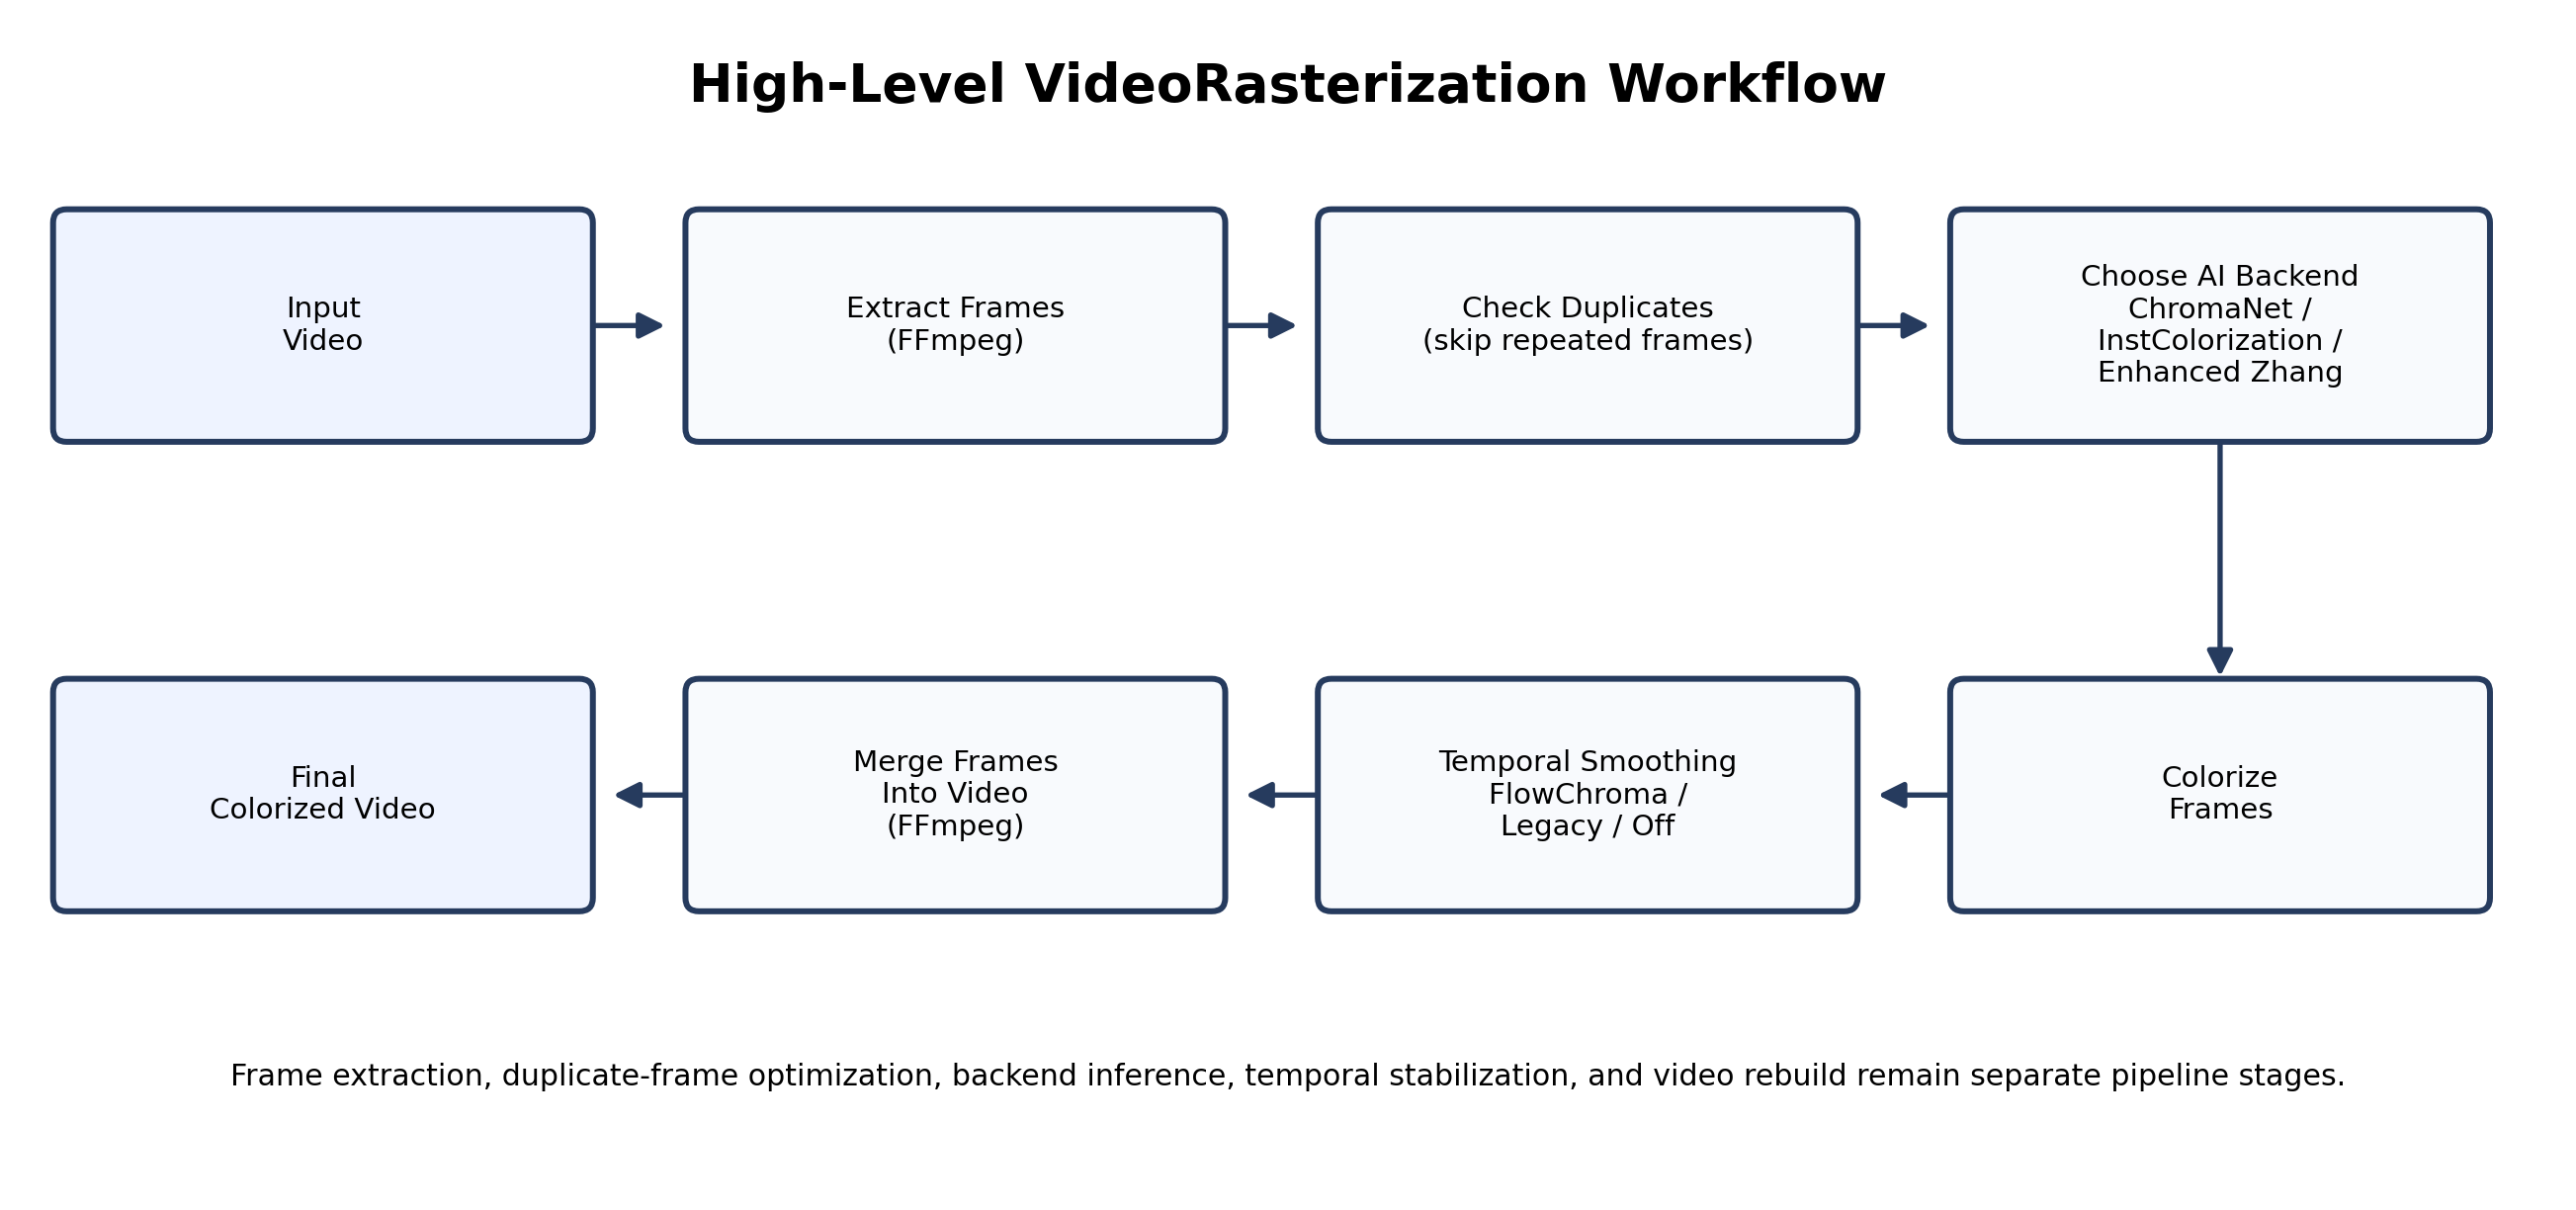 High-Level VideoRasterization Workflow
Input
Video
Extract Frames
(FFmpeg)
Check Duplicates
(skip repeated frames)
Choose AI Backend
ChromaNet /
InstColorization /
Enhanced Zhang
Final
Colorized Video
Merge Frames
Into Video
(FFmpeg)
Temporal Smoothing
FlowChroma /
Legacy / Off
Colorize
Frames
Frame extraction, duplicate-frame optimization, backend inference, temporal stabilization, and video rebuild remain separate pipeline stages.